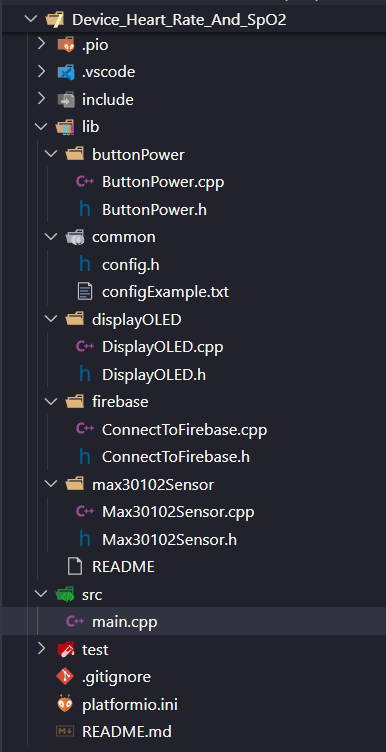 Device_Heart_Rate_And_SpO2
.pio
.vscode
include
lib
buttonPower
ButtonPower.cpp
ButtonPower.h
common
config.h
configExample.txt
displayOLED
DisplayOLED.cpp
DisplayOLED.h
firebase
ConnectToFirebase.cpp
ConnectToFirebase.h
max30102Sensor
Max30102Sensor.cpp
Max30102Sensor.h
README
src
main.cpp
test
.gitignore
platformio.ini
README.md